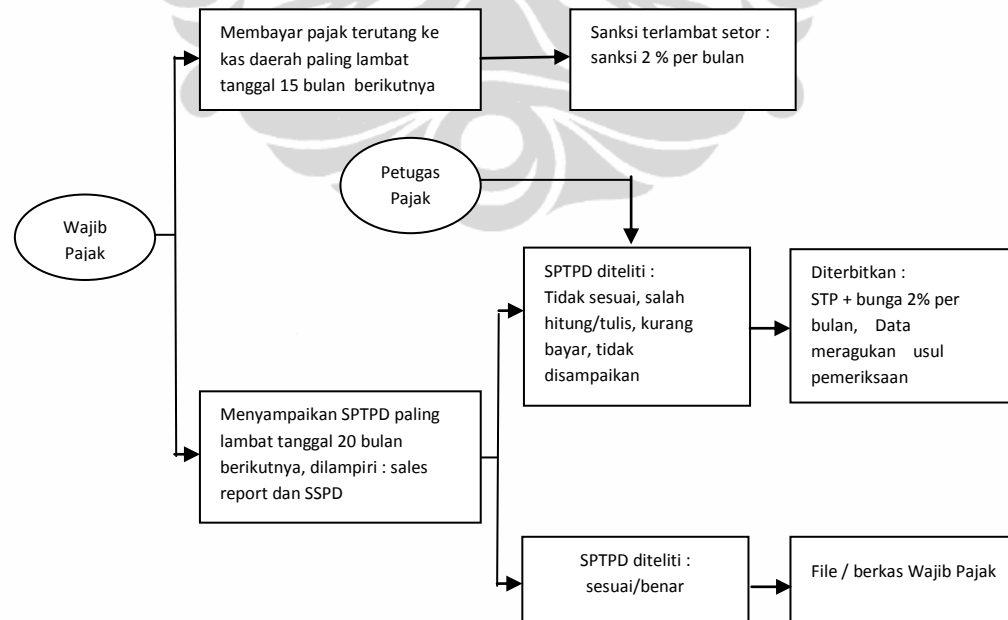 Membayar pajak terutang ke
kas daerah paling lambat
tanggal 15 bulan berikutnya
Sanksi terlambat setor :
sanksi 2 % per bulan
Petugas
Pajak
Wajib
Pajak
SPTPD diteliti :
Tidak sesuai, salah
hitung/tulis, kurang
bayar, tidak
disampaikan
Diterbitkan :
STP + bunga 2% per
bulan, Data
meragukan usul
pemeriksaan
Menyampaikan SPTPD paling
lambat tanggal 20 bulan
berikutnya, dilampiri : sales
report dan SSPD
SPTPD diteliti :
sesuai/benar
File / berkas Wajib Pajak